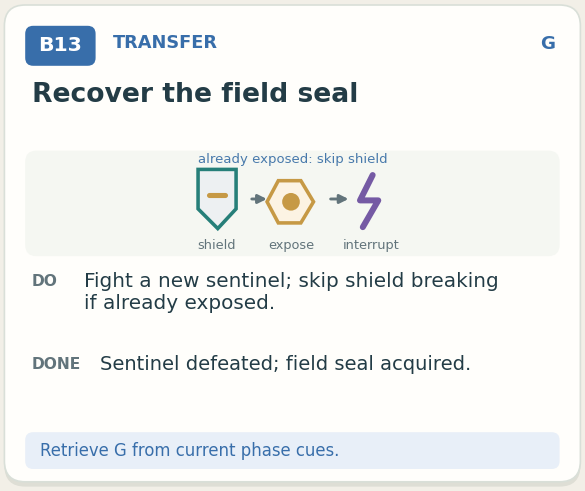 B13 TRANSFER G
Recover the field seal
already exposed: skip shield
shield expose interrupt
DO Fight a new sentinel; skip shield breaking
if already exposed.
DONE Sentinel defeated; field seal acquired.
Retrieve G from current phase cues.